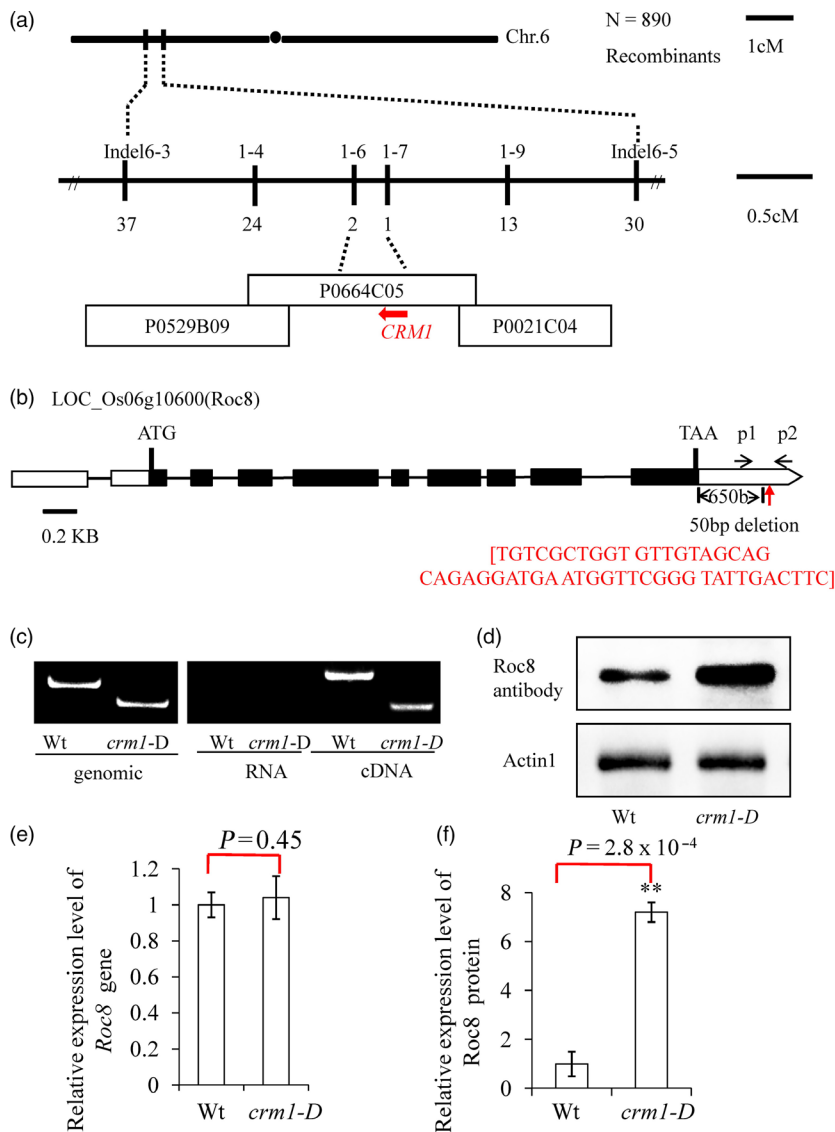 (a)
N = 890
Recombinants
1cM
Chr.6
Indel6-3 1-4 1-6 1-7 1-9 Indel6-5
// //
37 24 2 1 13 30
0.5cM
P0664C05
P0529B09 P0021C04
CRM1
(b) LOC_Os06g10600(Roc8)
ATG TAA p1 p2
650b
0.2 KB
50bp deletion
[TGTCGCTGGT GTTGTAGCAG
CAGAGGATGA ATGGTTCGGG TATTGACTTC]
(c)
Wt crm1-D Wt crm1-D Wt crm1-D
genomic RNA cDNA
(d)
Roc8
antibody
Actin1
Wt crm1-D
(e)
P=0.45
Relative expression level of
Roc8 gene
1.2
1
0.8
0.6
0.4
0.2
0
Wt crm1-D
(f)
P = 2.8 x 10⁻⁴
**
Relative expression level of
Roc8 protein
8
6
4
2
0
Wt crm1-D